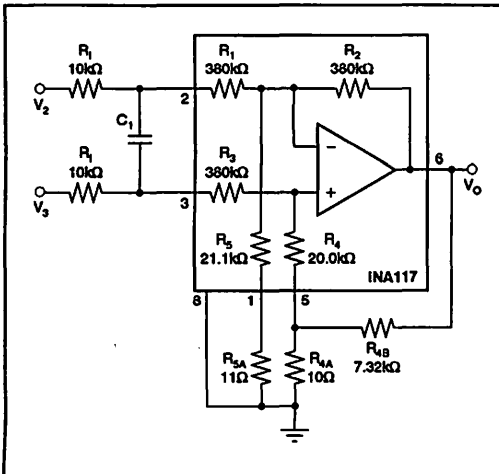 R₁
10kΩ
V₂
C₁
R₁
10kΩ
V₃
2
R₁
380kΩ
R₂
380kΩ
3
R₃
380kΩ
−
+
6
V₀
R₅
21.1kΩ
R₄
20.0kΩ
INA117
8
1
5
R₅ₐ
11Ω
R₄ₐ
10Ω
R₄B
7.32kΩ